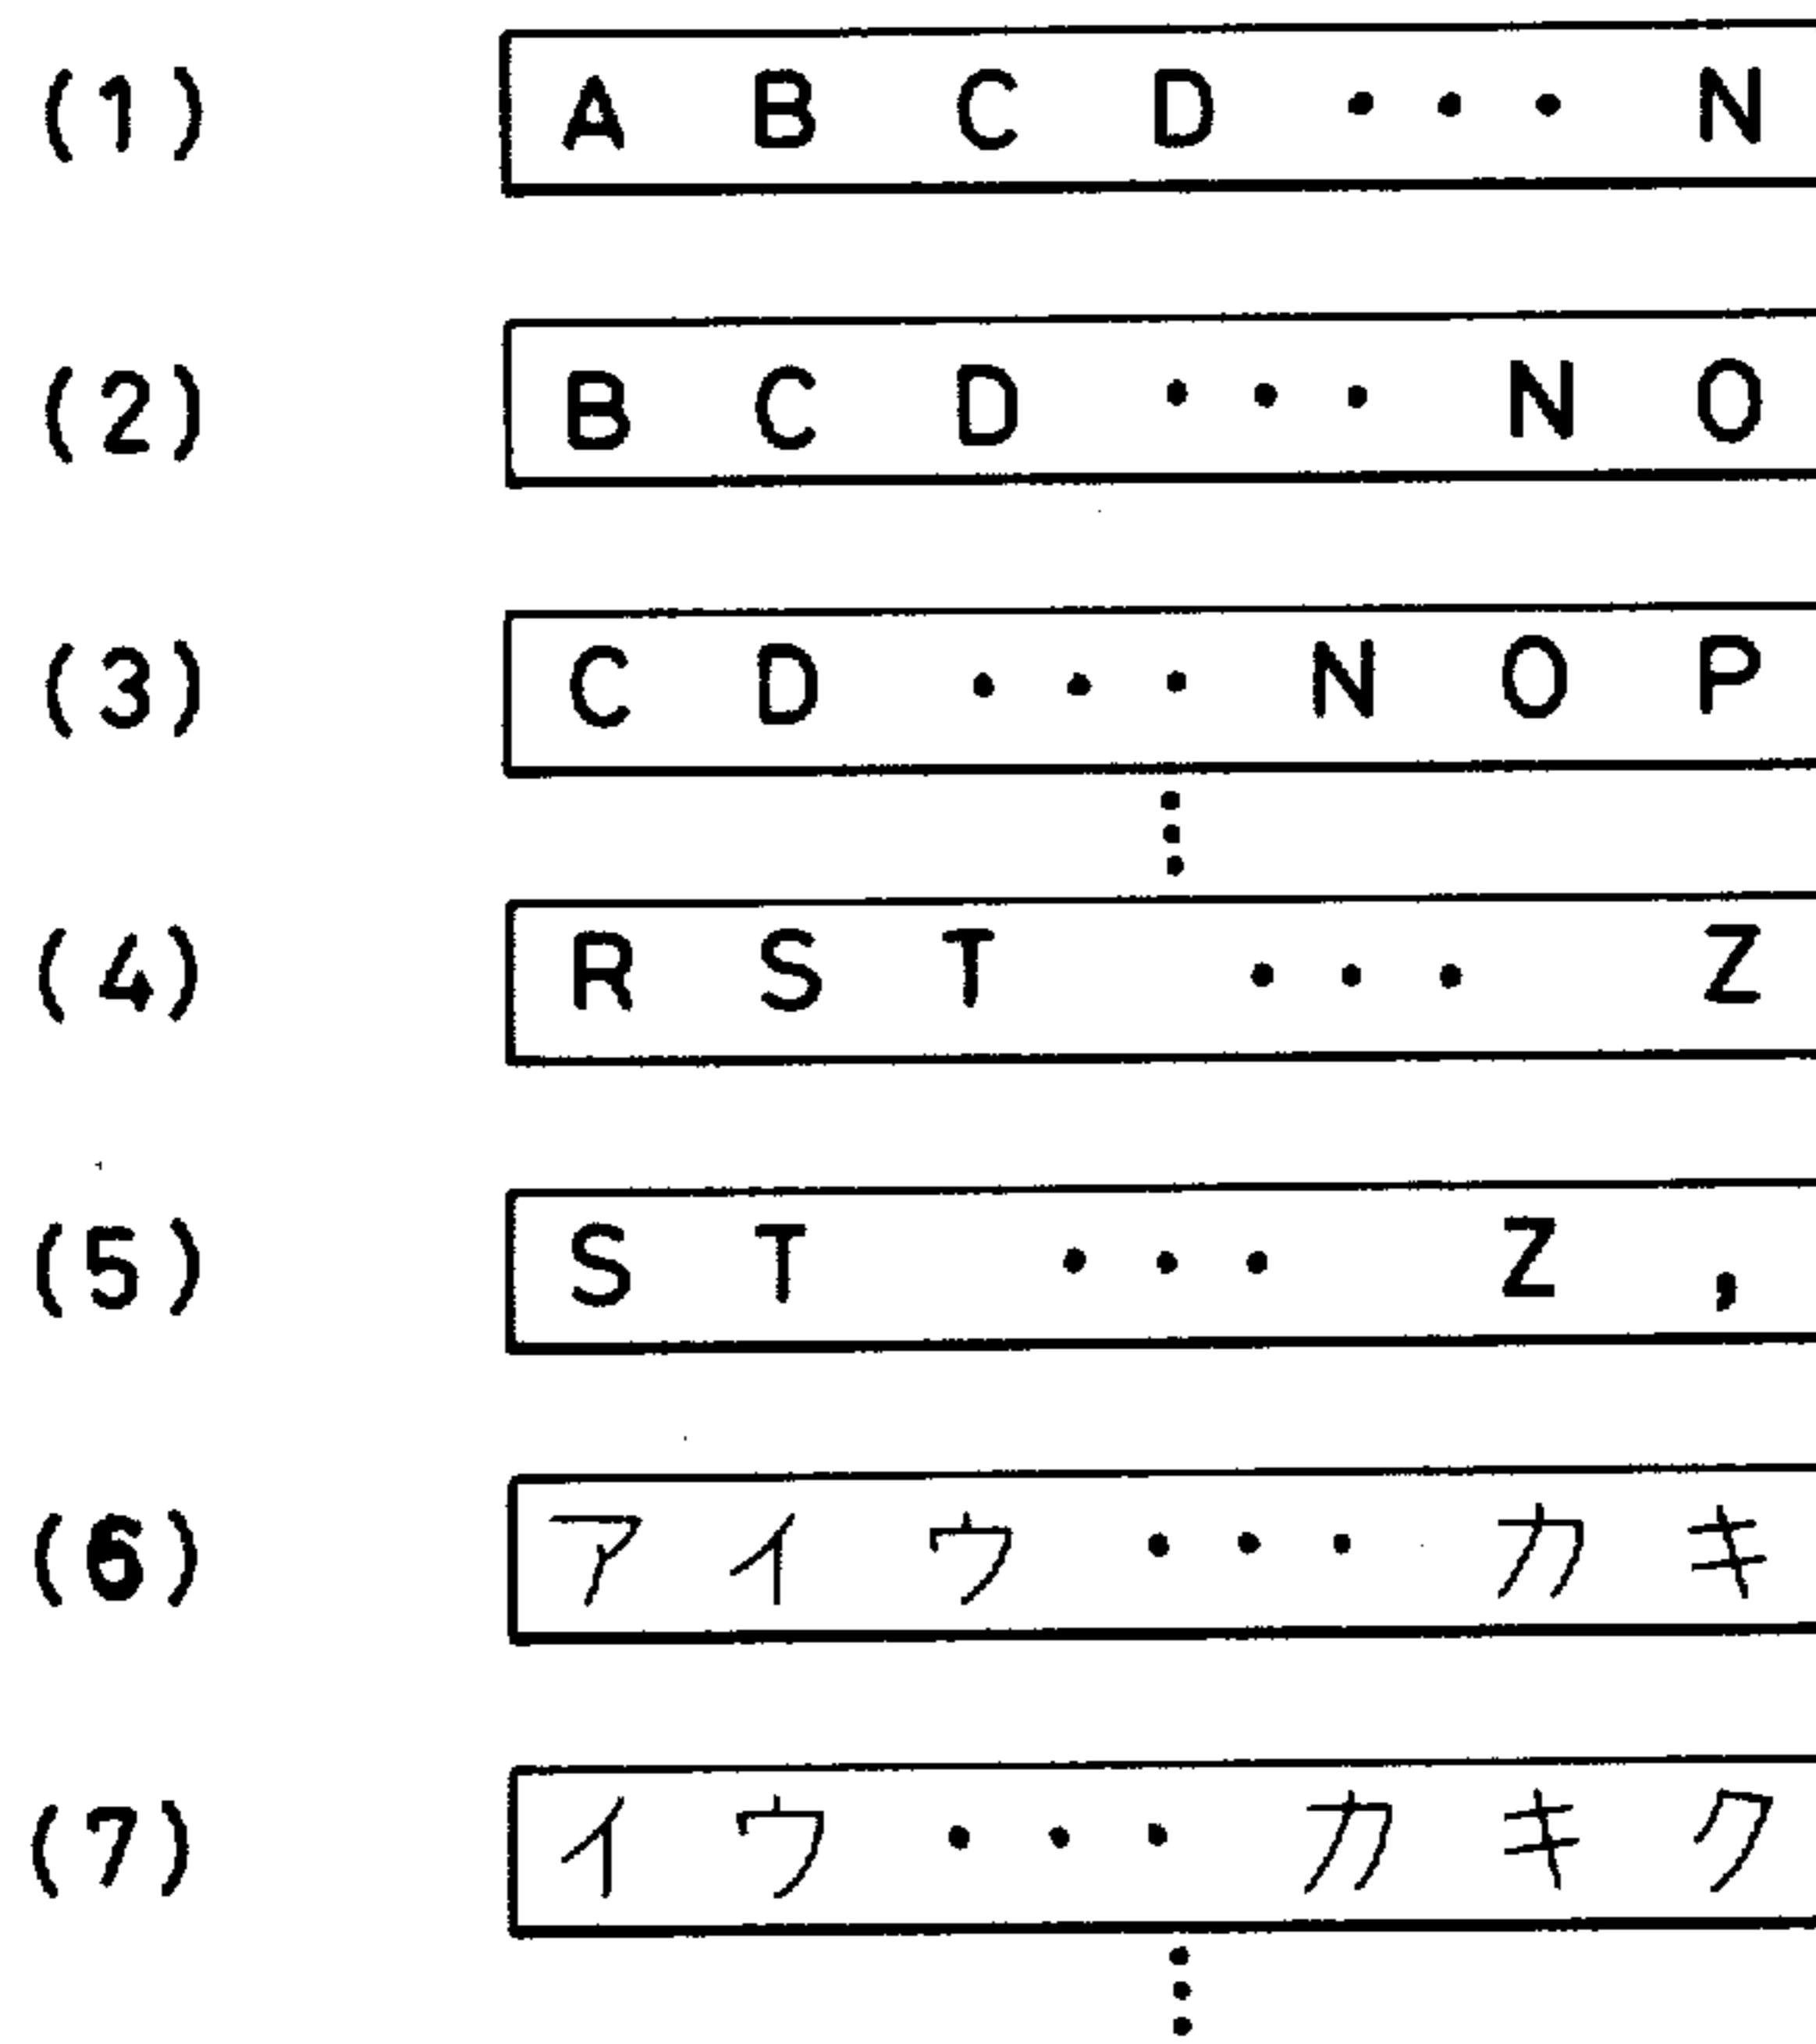 (1) A B C D ・ ・ ・ N
(2) B C D ・ ・ ・ N O
(3) C D ・ ・ ・ N O P
(4) R S T ・ ・ ・ Z
(5) S T ・ ・ ・ Z ,
(6) ア イ ウ ・ ・ ・ カ キ
(7) イ ウ ・ ・ ・ カ キ ク